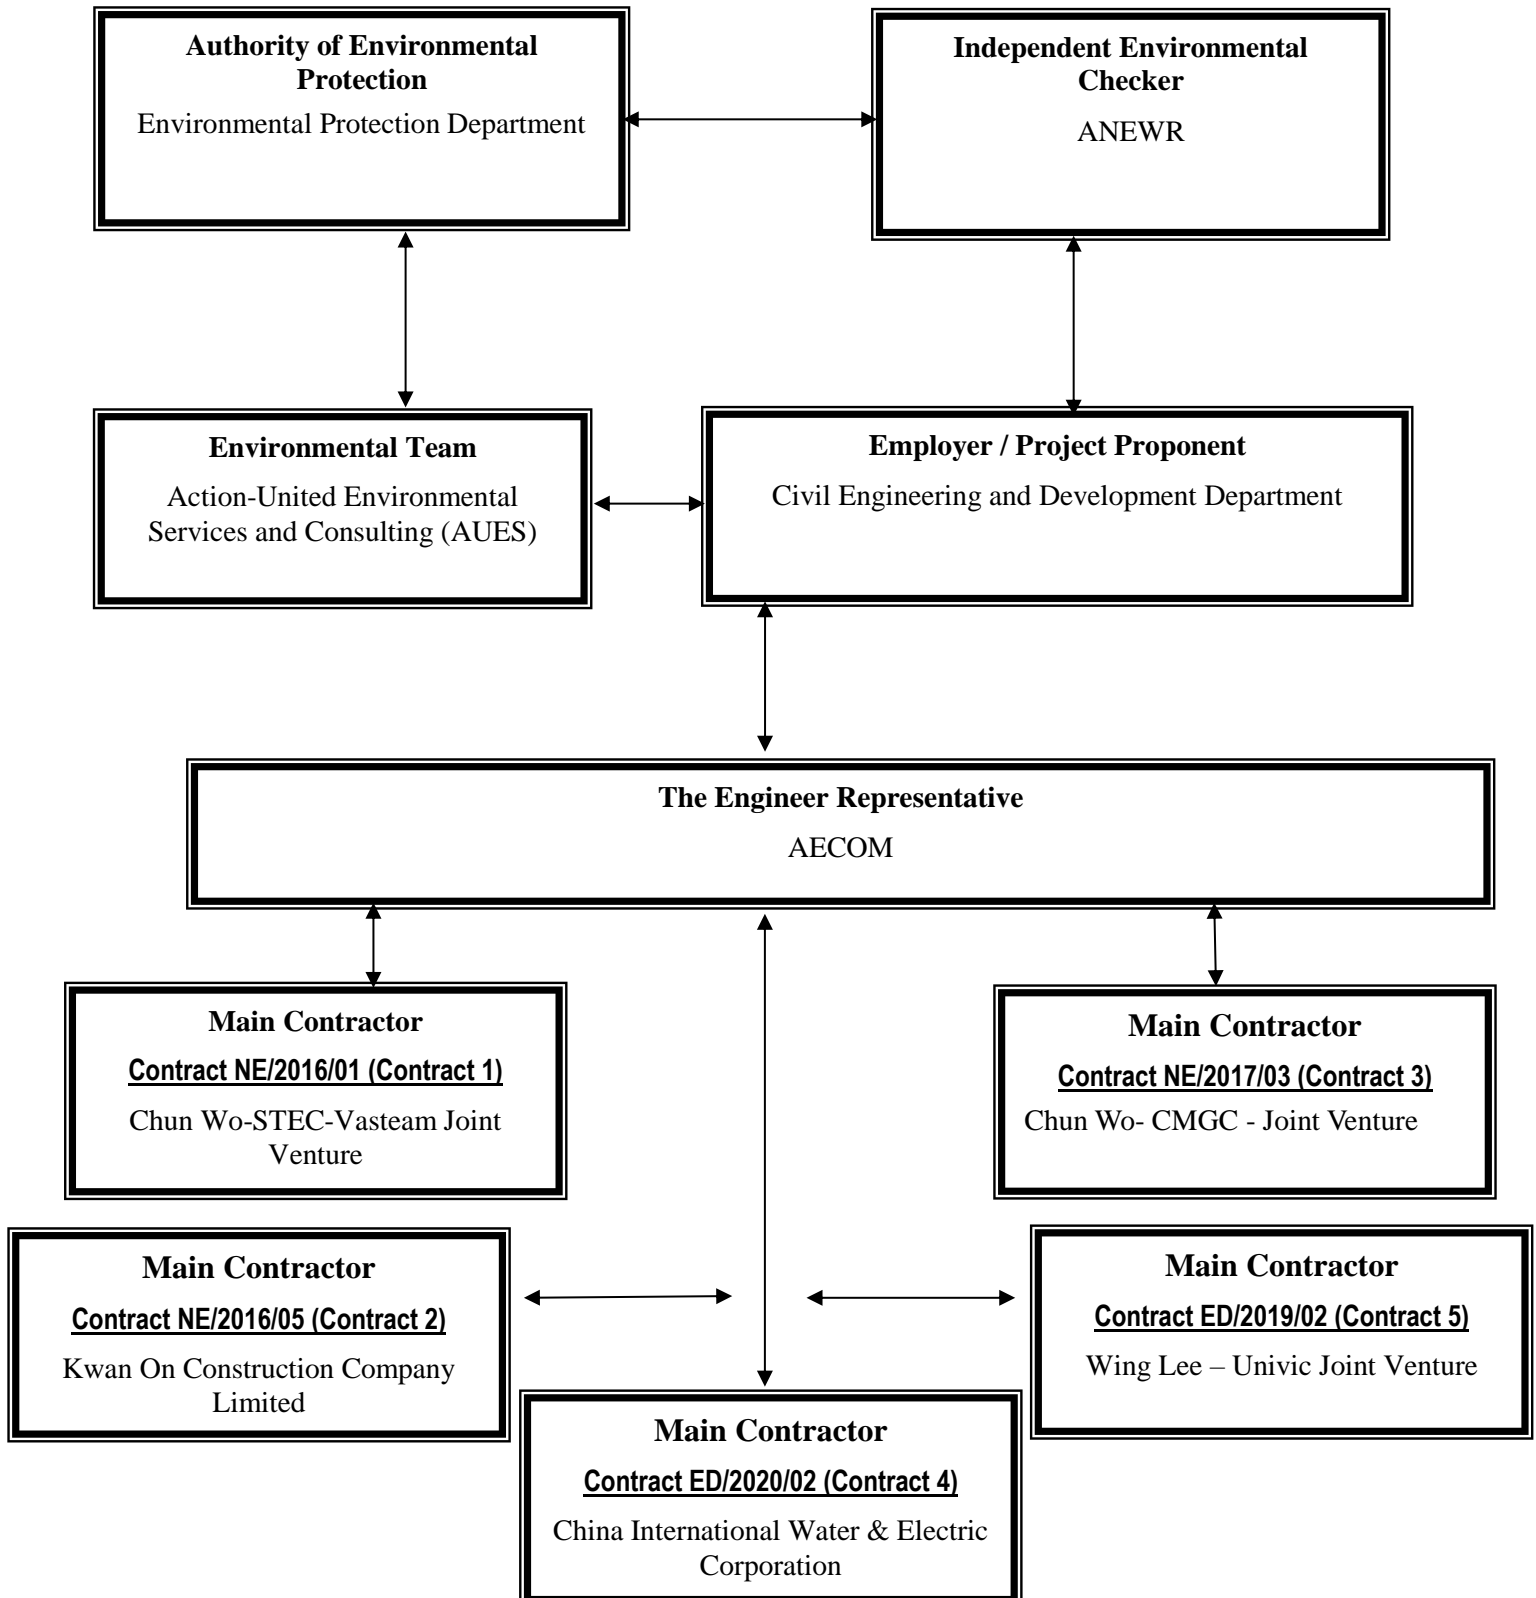 Authority of Environmental
Protection
Environmental Protection Department
Independent Environmental
Checker
ANEWR
Environmental Team
Action-United Environmental
Services and Consulting (AUES)
Employer / Project Proponent
Civil Engineering and Development Department
The Engineer Representative
AECOM
Main Contractor
Contract NE/2016/01 (Contract 1)
Chun Wo-STEC-Vasteam Joint
Venture
Main Contractor
Contract NE/2017/03 (Contract 3)
Chun Wo- CMGC - Joint Venture
Main Contractor
Contract NE/2016/05 (Contract 2)
Kwan On Construction Company
Limited
Main Contractor
Contract ED/2019/02 (Contract 5)
Wing Lee – Univic Joint Venture
Main Contractor
Contract ED/2020/02 (Contract 4)
China International Water & Electric
Corporation